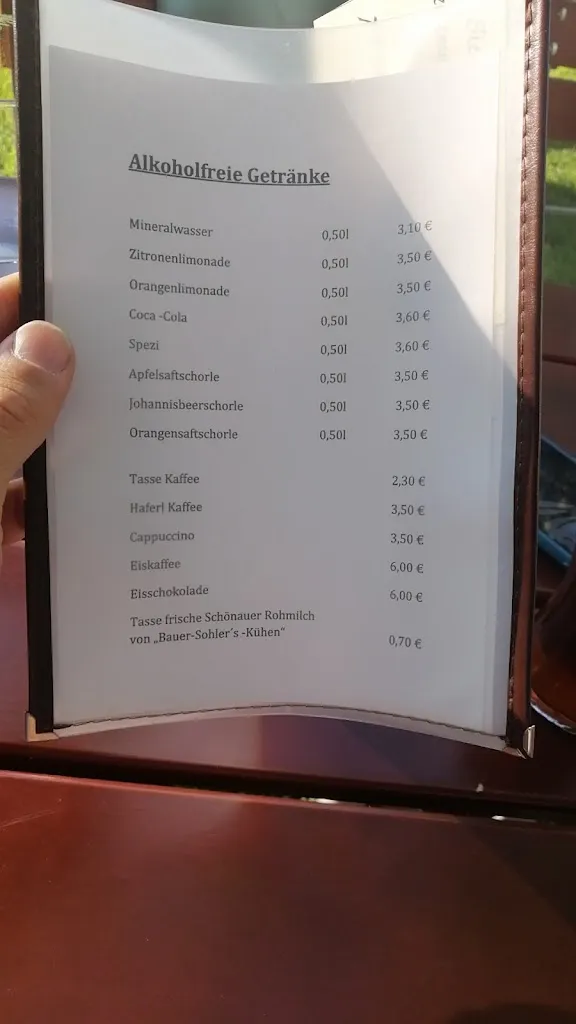 Alkoholfreie Getränke
Mineralwasser 0,50l 3,10 €
Zitronenlimonade 0,50l 3,50 €
Orangenlimonade 0,50l 3,50 €
Coca -Cola 0,50l 3,60 €
Spezi 0,50l 3,60 €
Apfelsaftschorle 0,50l 3,50 €
Johannisbeerschorle 0,50l 3,50 €
Orangensaftschorle 0,50l 3,50 €
Tasse Kaffee 2,30 €
Haferl Kaffee 3,50 €
Cappuccino 3,50 €
Eiskaffee 6,00 €
Eisschokolade 6,00 €
Tasse frische Schönauer Rohmilch
von „Bauer-Sohler´s -Kühen“ 0,70 €